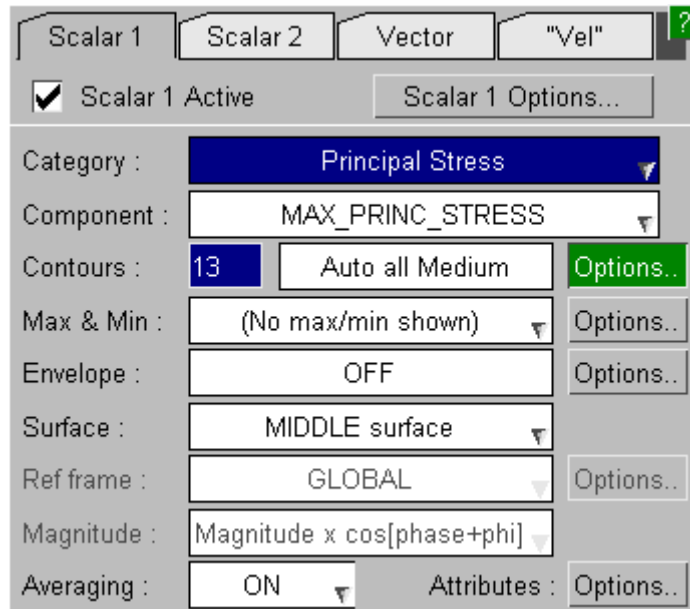 Scalar 1 Scalar 2 Vector "Vel" ?
Scalar 1 Active Scalar 1 Options...
Category : Principal Stress
Component : MAX_PRINC_STRESS
Contours : 13 Auto all Medium Options..
Max & Min : (No max/min shown) Options..
Envelope : OFF Options..
Surface : MIDDLE surface
Ref frame : GLOBAL Options..
Magnitude : Magnitude x cos[phase+phi]
Averaging : ON Attributes : Options..